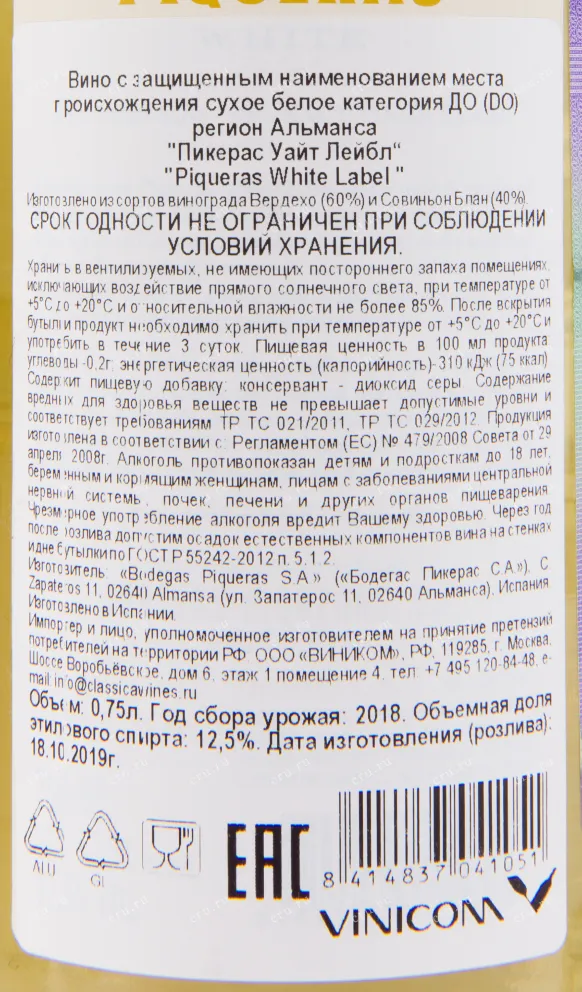 PIQUERAS
WHITE
Вино с защищенным наименованием места
происхождения сухое белое категория ДО (DO)
регион Альманса
"Пикерас Уайт Лейбл"
"Piqueras White Label "
Изготовлено из сортов винограда Вердехо (60%) и Совиньон Блан (40%).
СРОК ГОДНОСТИ НЕ ОГРАНИЧЕН ПРИ СОБЛЮДЕНИИ
УСЛОВИЙ ХРАНЕНИЯ.
Хранить в вентилируемых, не имеющих постороннего запаха помещениях,
исключающих воздействие прямого солнечного света, при температуре от
+5°С до +20°С и относительной влажности не более 85%. После вскрытия
бутылки продукт необходимо хранить при температуре от +5°С до +20°С и
употребить в течение 3 суток. Пищевая ценность в 100 мл продукта
углеводы -0,2г; энергетическая ценность (калорийность)-310 кДж (75 ккал).
Содержит пищевую добавку: консервант - диоксид серы. Содержание
вредных для здоровья веществ не превышает допустимые уровни и
соответствует требованиям ТР ТС 021/2011, ТР ТС 029/2012. Продукция
изготовлена в соответствии с: Регламентом (ЕС) № 479/2008 Совета от 29
апреля 2008г. Алкоголь противопоказан детям и подросткам до 18 лет,
беременным и кормящим женщинам, лицам с заболеваниями центральной
нервной системы, почек, печени и других органов пищеварения.
Чрезмерное употребление алкоголя вредит Вашему здоровью. Через год
после розлива допустим осадок естественных компонентов вина на стенках
и дне бутылки по ГОСТ Р 55242-2012 п. 5.1.2.
Изготовитель: «Bodegas Piqueras S.A.» («Бодегас Пикерас С.А.»), C.
Zapateros 11, 02640 Almansa (ул. Запатерос 11, 02640 Альманса), Испания.
Изготовлено в Испании.
Импортер и лицо, уполномоченное изготовителем на принятие претензий
потребителей на территории РФ: ООО «ВИНИКОМ», РФ, 119285, г. Москва,
Шоссе Воробьёвское, дом 6, этаж 1 помещение 4, тел. +7 495 120-84-48, e-
mail: info@classicawines.ru
Объем: 0,75л. Год сбора урожая: 2018. Объемная доля
этилового спирта: 12,5%. Дата изготовления (розлива):
18.10.2019г.
ALU
GL
EAC
8 414837 041051
VINICOM